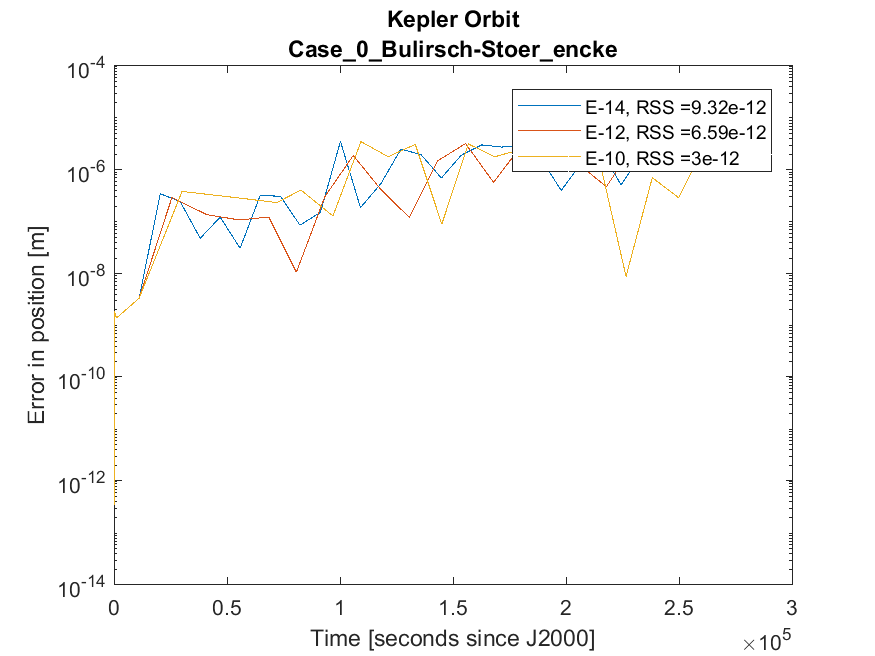 Kepler Orbit
Case_0_Bulirsch-Stoer_encke
10^-4
10^-6
10^-8
10^-10
10^-12
10^-14
Error in position [m]
E-14, RSS =9.32e-12
E-12, RSS =6.59e-12
E-10, RSS =3e-12
0 0.5 1 1.5 2 2.5 3
Time [seconds since J2000]
×10^5